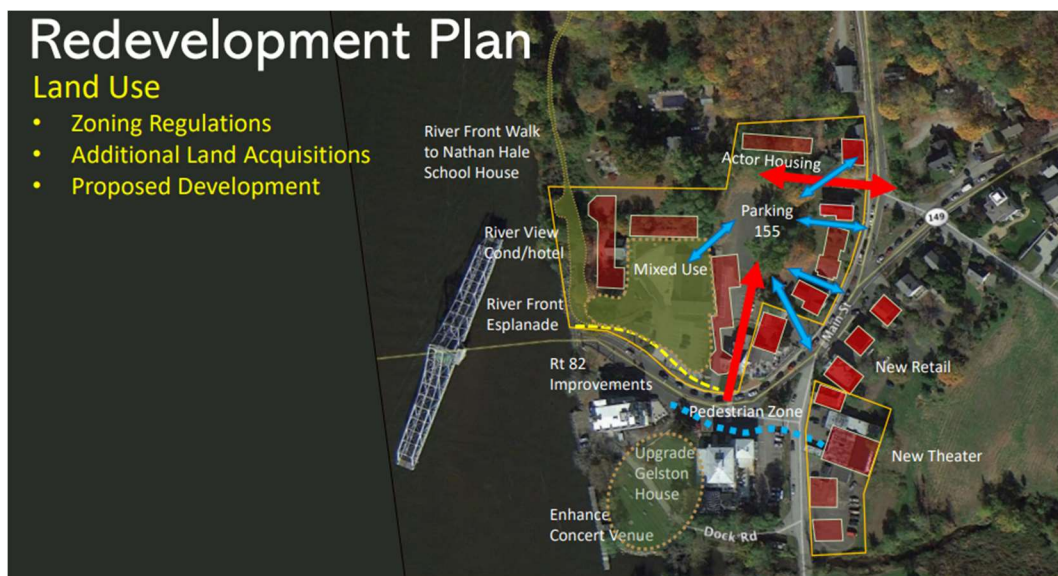 Redevelopment Plan
Land Use
• Zoning Regulations
• Additional Land Acquisitions
• Proposed Development
River Front Walk
to Nathan Hale
School House
Actor Housing
149
Parking
155
River View
Cond/hotel
Mixed Use
River Front
Esplanade
Main St
Rt 82
Improvements
New Retail
Pedestrian Zone
Upgrade
Gelston
House
New Theater
Enhance
Concert Venue
Dock Rd